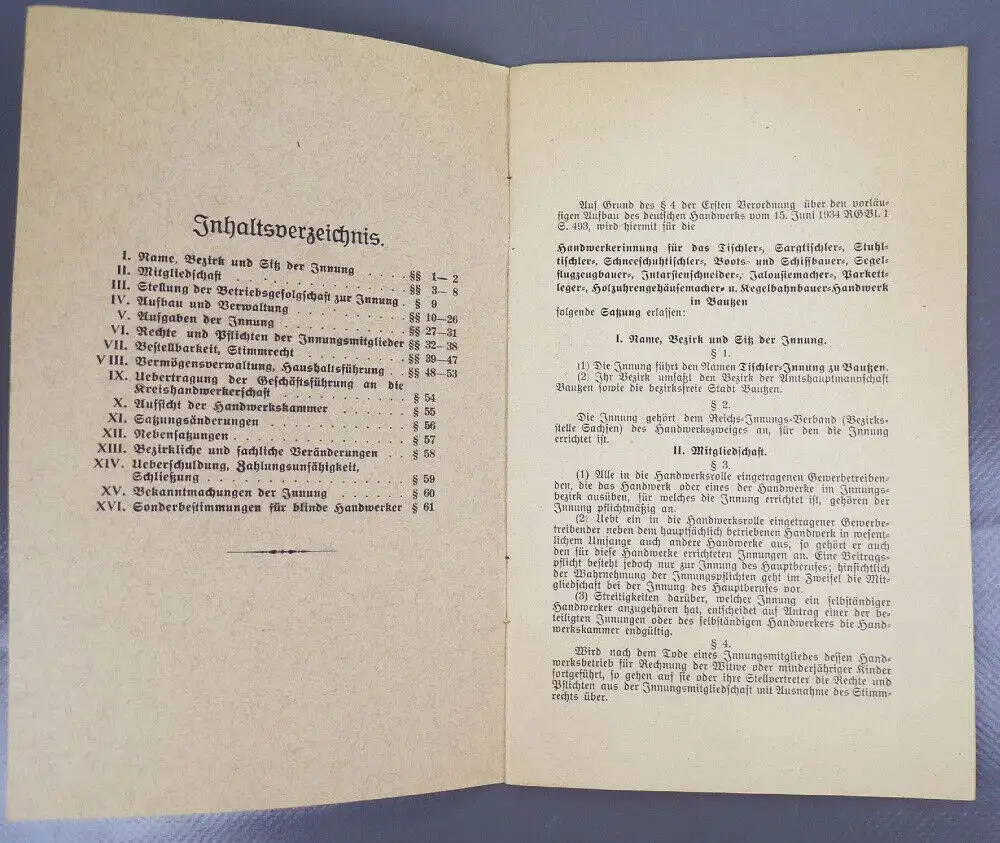 Inhaltsverzeichnis.
I. Name, Bezirk und Sitz der Innung . . . . §§ 1— 2
II. Mitgliedschaft . . . . . . . . . . §§ 3— 8
III. Stellung der Betriebsgefolgschaft zur Innung . § 9
IV. Aufbau und Verwaltung . . . . . . . §§ 10—26
V. Aufgaben der Innung . . . . . . . . §§ 27—31
VI. Rechte und Pflichten der Innungsmitglieder §§ 32—38
VII. Bestellbarkeit, Stimmrecht . . . . . . §§ 39—47
VIII. Vermögensverwaltung, Haushaltsführung . §§ 48—53
IX. Uebertragung der Geschäftsführung an die
Kreishandwerkerschaft . . . . . . . . § 54
X. Aufsicht der Handwerkskammer . . . . . § 55
XI. Satzungsänderungen . . . . . . . . . § 56
XII. Nebensatzungen . . . . . . . . . . § 57
XIII. Bezirkliche und fachliche Veränderungen . . § 58
XIV. Ueberschuldung, Zahlungsunfähigkeit,
Schließung . . . . . . . . . . . § 59
XV. Bekanntmachungen der Innung . . . . . § 60
XVI. Sonderbestimmungen für blinde Handwerker § 61
Auf Grund des § 4 der Ersten Verordnung über den vorläu-
figen Aufbau des deutschen Handwerks vom 15. Juni 1934 RGBl. I
S. 493, wird hiermit für die
Handwerkerinnung für das Tischler-, Sargtischler-, Stuhl-
tischler-, Schneeschuhtischler-, Boots- und Schiffbauer-, Segel-
flugzeugbauer-, Intarsienschneider-, Jalousiemacher-, Parkett-
leger-, Holzuhrengehäusemacher- u. Kegelbahnbauer-Handwerk
in Bautzen
folgende Satzung erlassen:
I. Name, Bezirk und Sitz der Innung.
§ 1.
(1) Die Innung führt den Namen Tischler-Innung zu Bautzen.
(2) Ihr Bezirk umfaßt den Bezirk der Amtshauptmannschaft
Bautzen sowie die bezirksfreie Stadt Bautzen.
§ 2.
Die Innung gehört dem Reichs-Innungs-Verband (Bezirks-
stelle Sachsen) des Handwerkszweiges an, für den die Innung
errichtet ist.
II. Mitgliedschaft.
§ 3.
(1) Alle in die Handwerksrolle eingetragenen Gewerbetreiben-
den, die das Handwerk oder eines der Handwerke im Innungs-
bezirk ausüben, für welches die Innung errichtet ist, gehören der
Innung pflichtmäßig an.
(2) Uebt ein in die Handwerksrolle eingetragener Gewerbe-
treibender neben dem hauptsächlich betriebenen Handwerk in wesent-
lichem Umfange auch andere Handwerke aus, so gehört er auch
den für diese Handwerke errichteten Innungen an. Eine Beitrags-
pflicht besteht jedoch nur zur Innung des Hauptberufes; hinsichtlich
der Wahrnehmung der Innungspflichten geht im Zweifel die Mit-
gliedschaft bei der Innung des Hauptberufes vor.
(3) Streitigkeiten darüber, welcher Innung ein selbständiger
Handwerker anzugehören hat, entscheidet auf Antrag einer der be-
teiligten Innungen oder des selbständigen Handwerkers die Hand-
werkskammer endgültig.
§ 4.
Wird nach dem Tode eines Innungsmitgliedes dessen Hand-
werksbetrieb für Rechnung der Witwe oder minderjähriger Kinder
fortgeführt, so gehen auf sie oder ihre Stellvertreter die Rechte und
Pflichten aus der Innungsmitgliedschaft mit Ausnahme des Stimm-
rechts über.